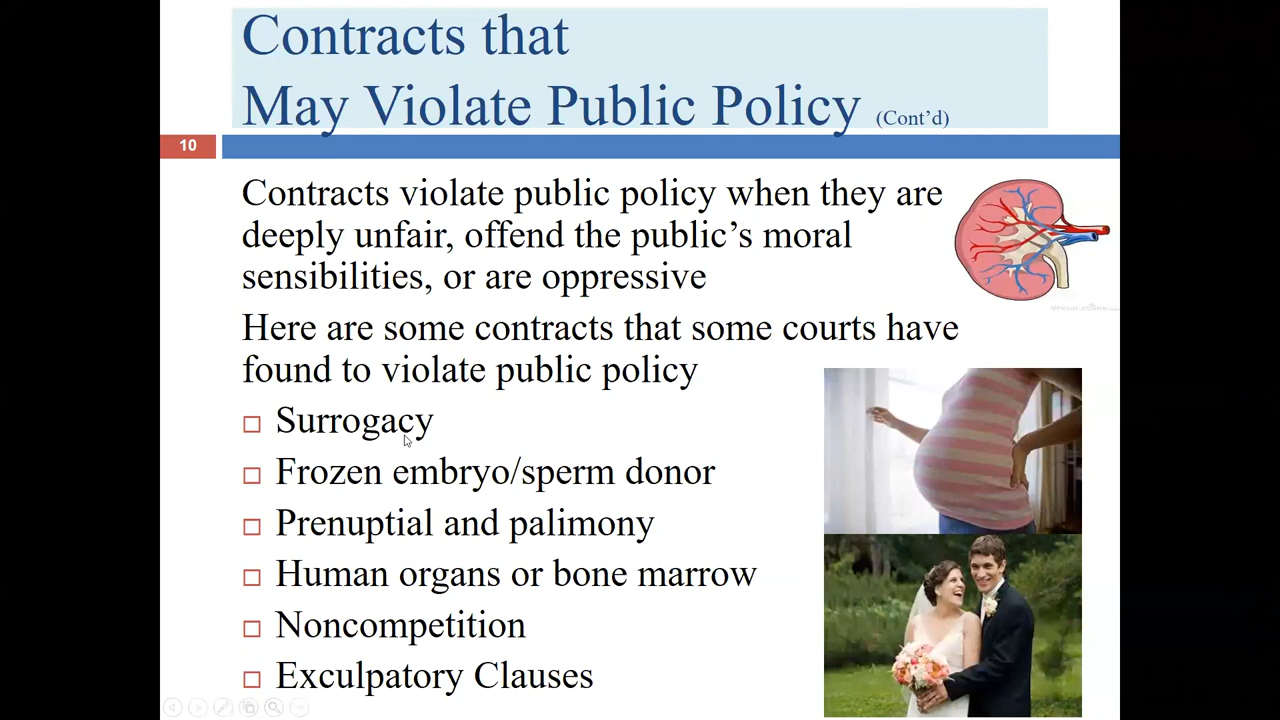 Contracts that
May Violate Public Policy (Cont’d)
10
Contracts violate public policy when they are
deeply unfair, offend the public’s moral
sensibilities, or are oppressive
Here are some contracts that some courts have
found to violate public policy
Surrogacy
Frozen embryo/sperm donor
Prenuptial and palimony
Human organs or bone marrow
Noncompetition
Exculpatory Clauses